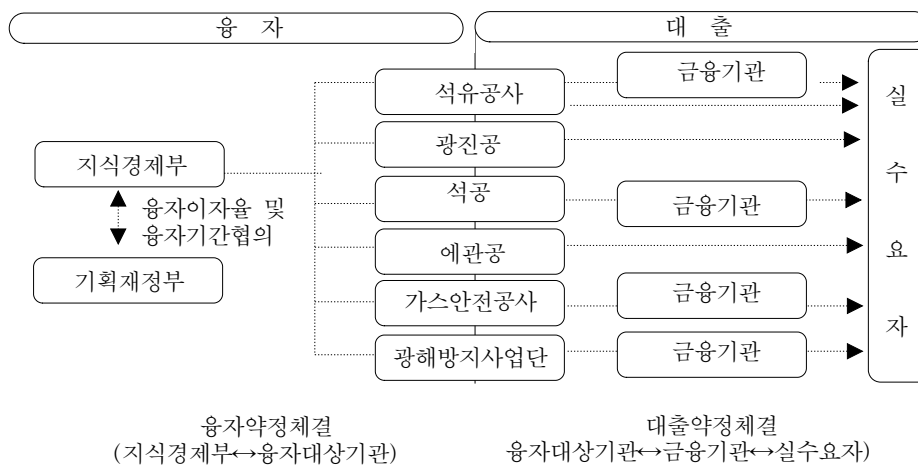 융 자
대 출
금융기관
석유공사
광진공
지식경제부
석공
금융기관
융자이자율 및
융자기간협의
에관공
기획재정부
가스안전공사
금융기관
광해방지사업단
금융기관
실
수
요
자
융자약정체결
(지식경제부↔융자대상기관)
대출약정체결
융자대상기관↔금융기관↔실수요자)